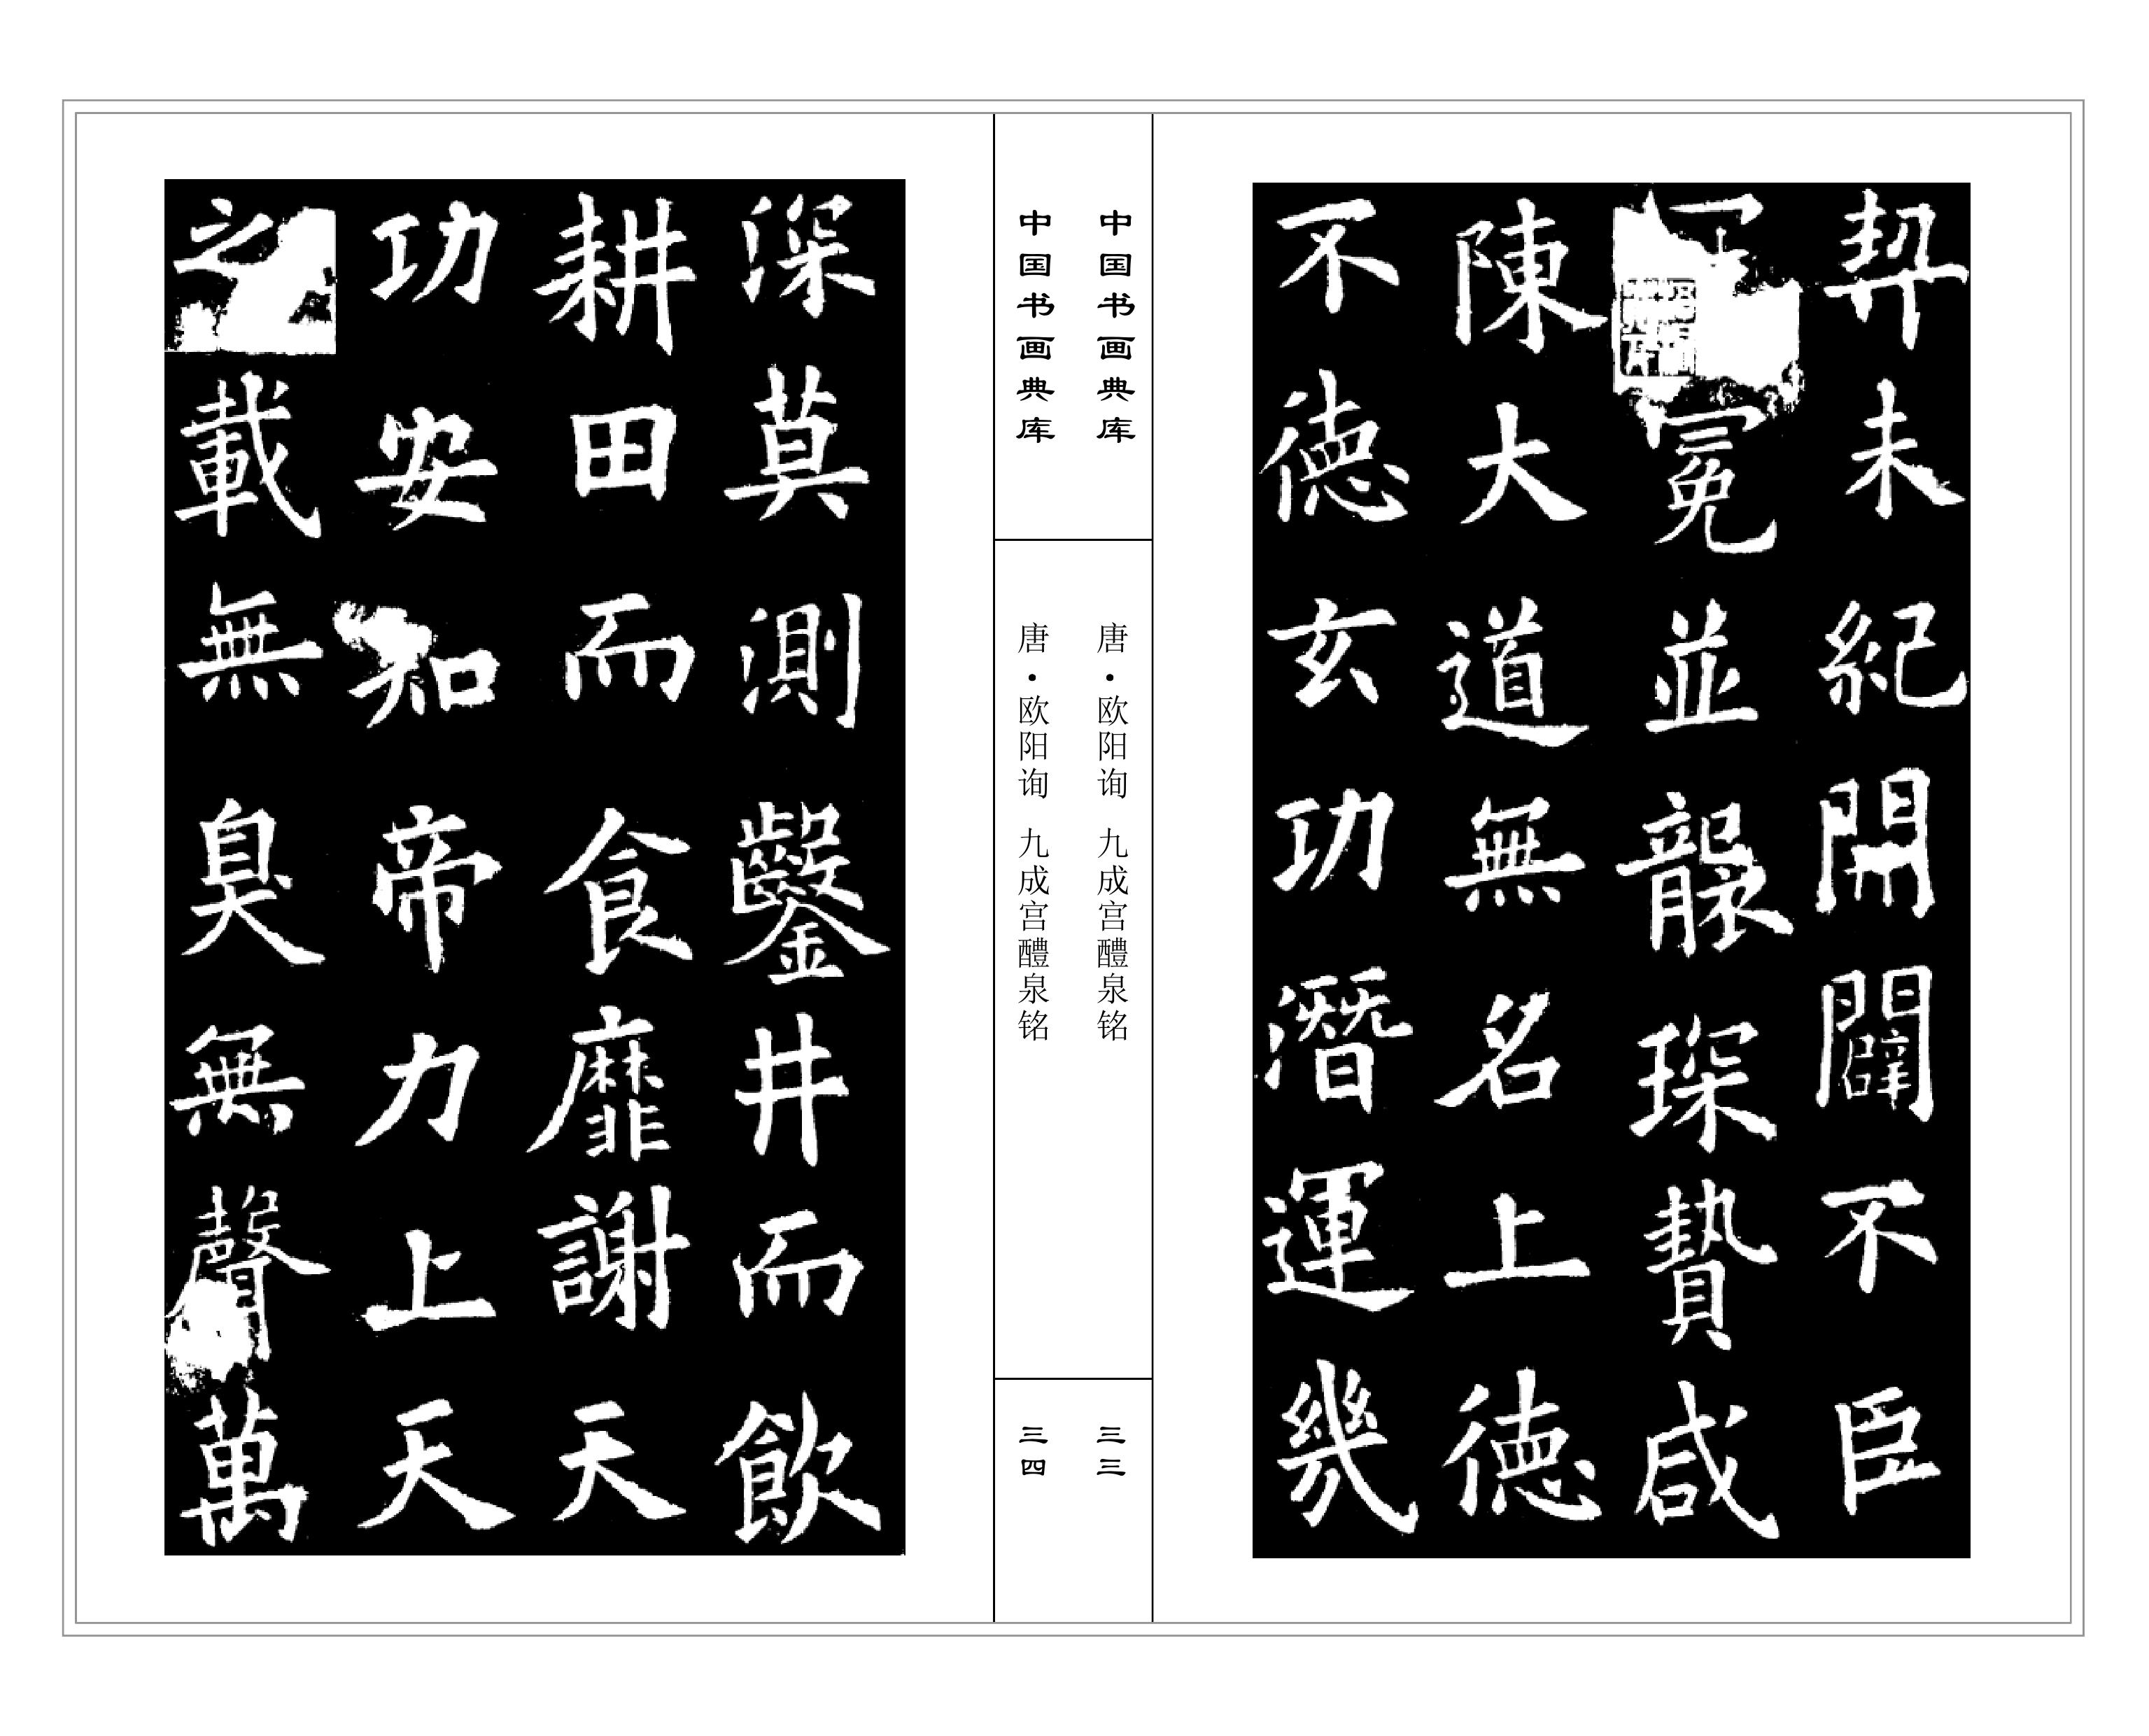 契未紀開闢不臣
冕並襲琛贄咸
陳大道無名上德
不德玄功潛運幾
中国书画典库
唐·欧阳询 九成宫醴泉铭
三三
中国书画典库
唐·欧阳询 九成宫醴泉铭
三四
深莫測鑿井而飲
耕田而食靡謝天
功安知帝力上天
之載無臭無聲萬